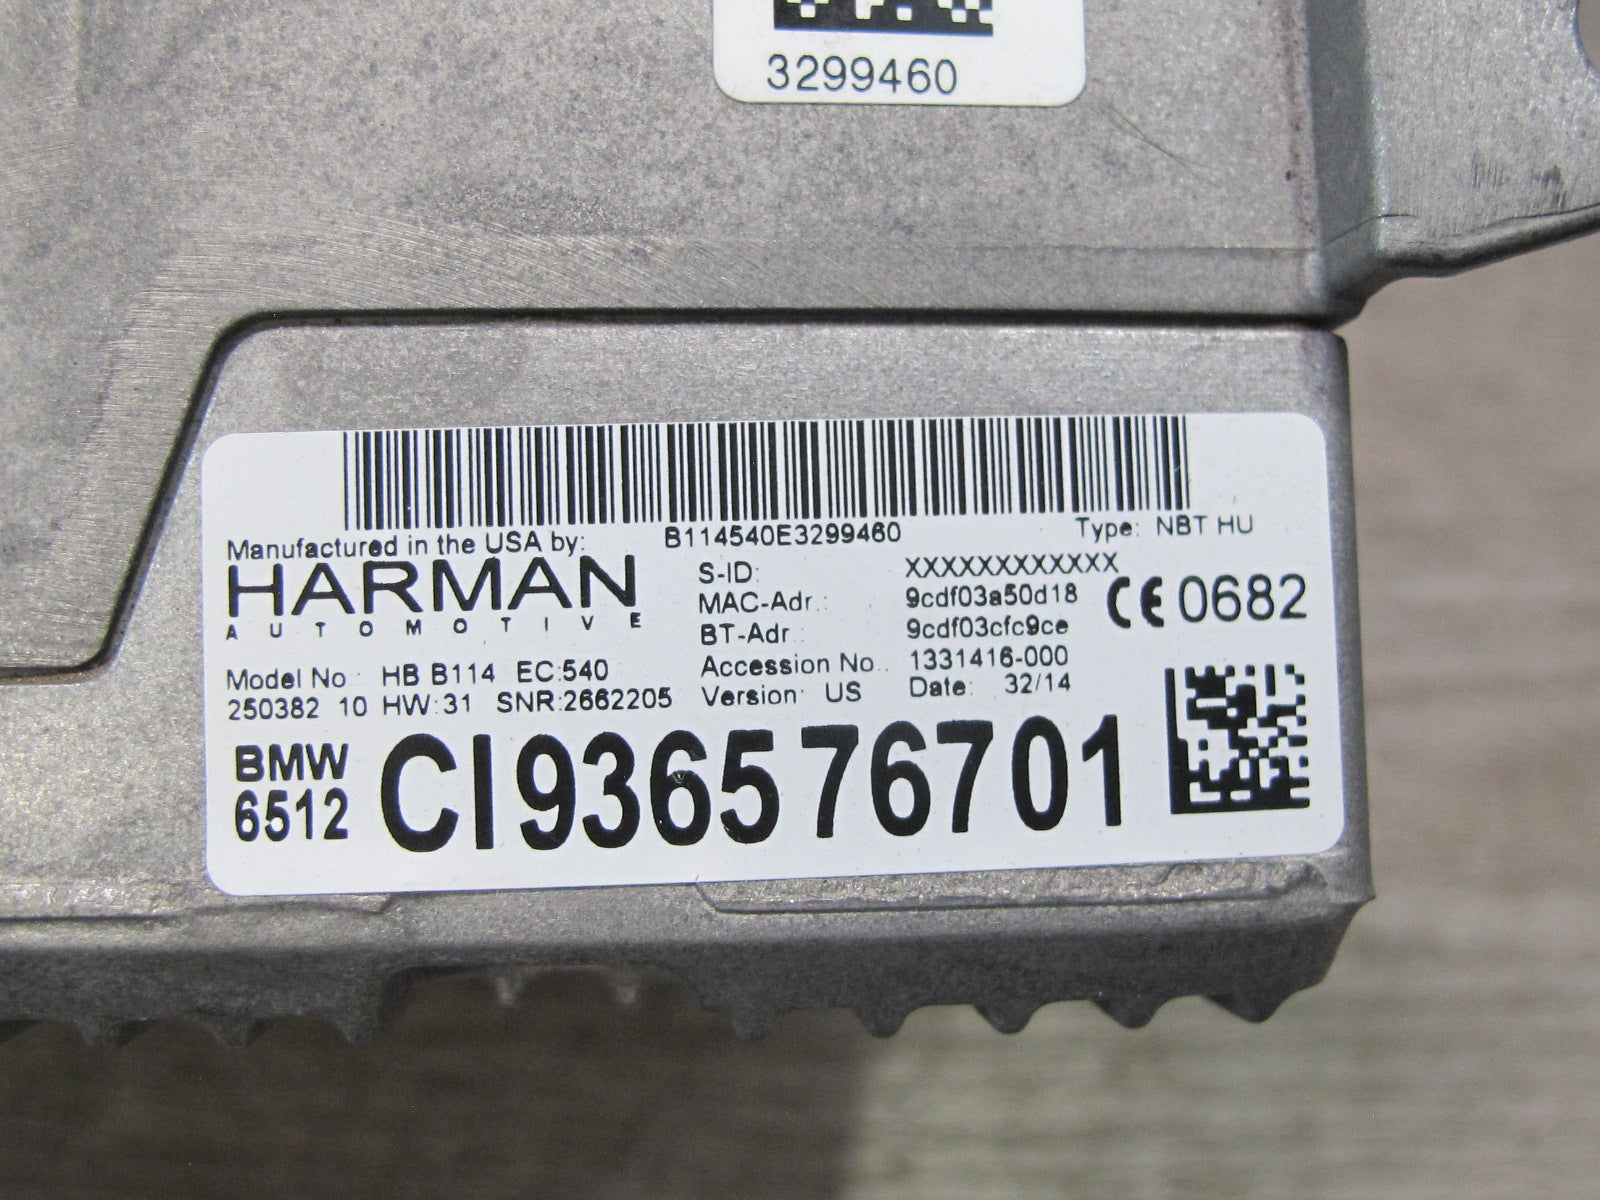 3299460
Manufactured in the USA by: B114540E3299460 Type: NBT HU
HARMAN
AUTOMOTIVE
S-ID: XXXXXXXXXXXX
MAC-Adr.: 9cdf03a50d18
BT-Adr.: 9cdf03cfc9ce
CE 0682
Model No : HB B114 EC:540 Accession No.: 1331416-000
250382 10 HW:31 SNR:2662205 Version: US Date: 32/14
BMW
6512
CI936576701